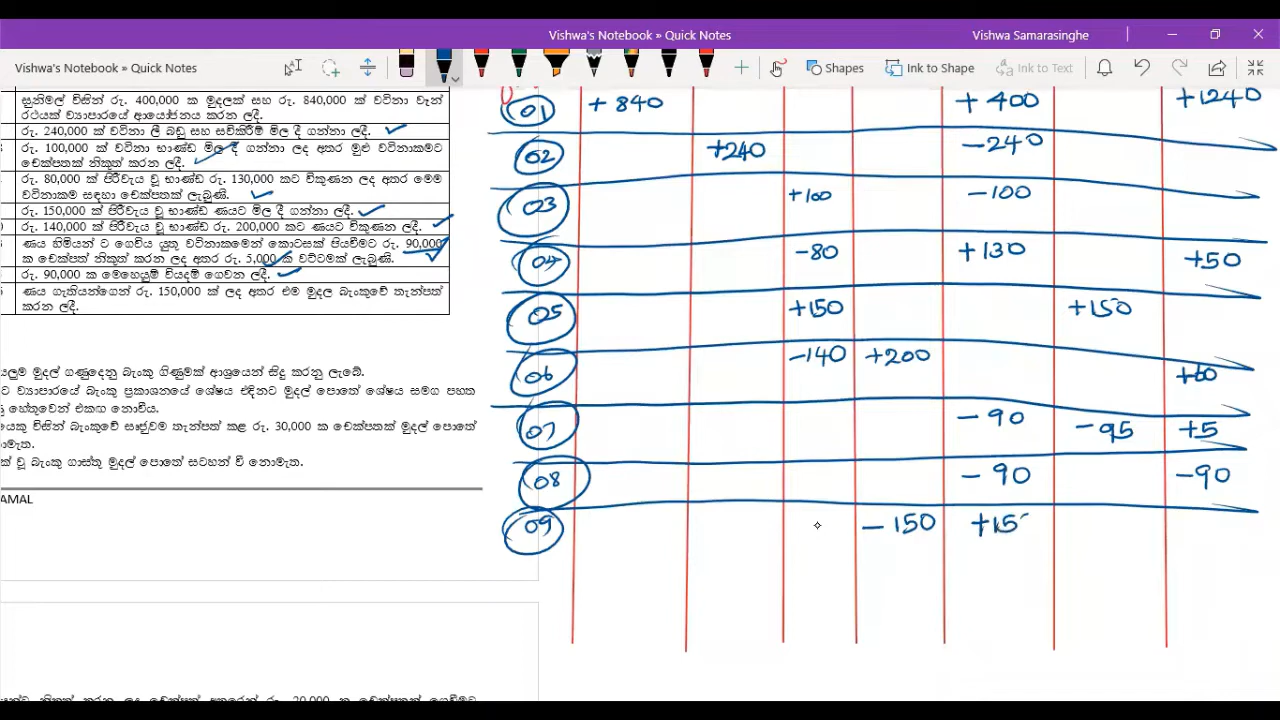 Vishwa's Notebook » Quick Notes
Vishwa Samarasinghe
Vishwa's Notebook » Quick Notes
Shapes
Ink to Shape
Ink to Text
සුනිමල් විසින් රු. 400,000 ක මුදලක් සහ රු. 840,000 ක් වටිනා වෑන්
රථයක් ව්‍යාපාරයේ ආයෝජනය කරන ලදී.
රු. 240,000 ක් වටිනා ලී බඩු සහ සවිකිරීම් මිල දී ගන්නා ලදී.
රු. 100,000 ක් වටිනා භාණ්ඩ මිල දී ගන්නා ලද අතර මුළු වටිනාකමට
චෙක්පතක් නිකුත් කරන ලදී.
රු. 80,000 ක් පිරිවැය වූ භාණ්ඩ රු. 130,000 කට විකුණන ලද අතර මෙම
වටිනාකම සඳහා චෙක්පතක් ලැබුණි.
රු. 150,000 ක් පිරිවැය වූ භාණ්ඩ ණයට මිල දී ගන්නා ලදී.
රු. 140,000 ක් පිරිවැය වූ භාණ්ඩ රු. 200,000 කට ණයට විකුණන ලදී.
ණය හිමියන් ට ගෙවිය යුතු වටිනාකමෙන් කොටසක් පියවීමට රු. 90,000
ක චෙක්පත් නිකුත් කරන ලද අතර රු. 5,000 ක වට්ටමක් ලැබුණි.
රු. 90,000 ක මෙහෙයුම් වියදම් ගෙවන ලදී.
ණය ගැතියන්ගෙන් රු. 150,000 ක් ලද අතර එම මුදල බැංකුවේ තැන්පත්
කරන ලදී.
යලුම මුදල් ගණුදෙනු බැංකු ගිණුමක් ආශ්‍රයෙන් සිදු කරනු ලැබේ.
ට ව්‍යාපාරයේ බැංකු ප්‍රකාශනයේ ශේෂය එදිනට මුදල් පොතේ ශේෂය සමග පහත
හේතුවෙන් එකඟ නොවීය.
යෙකු විසින් බැංකුවේ සෘජුවම තැන්පත් කළ රු. 30,000 ක චෙක්පතක් මුදල් පොතේ
නොමැත.
ක් වූ බැංකු ගාස්තු මුදල් පොතේ සටහන් වී නොමැත.
AMAL
01 +840 +400 +1240
02 +240 -240
03 +100 -100
04 -80 +130 +50
05 +150 +150
06 -140 +200 +60
07 -90 -95 +5
08 -90 -90
09 -150 +15